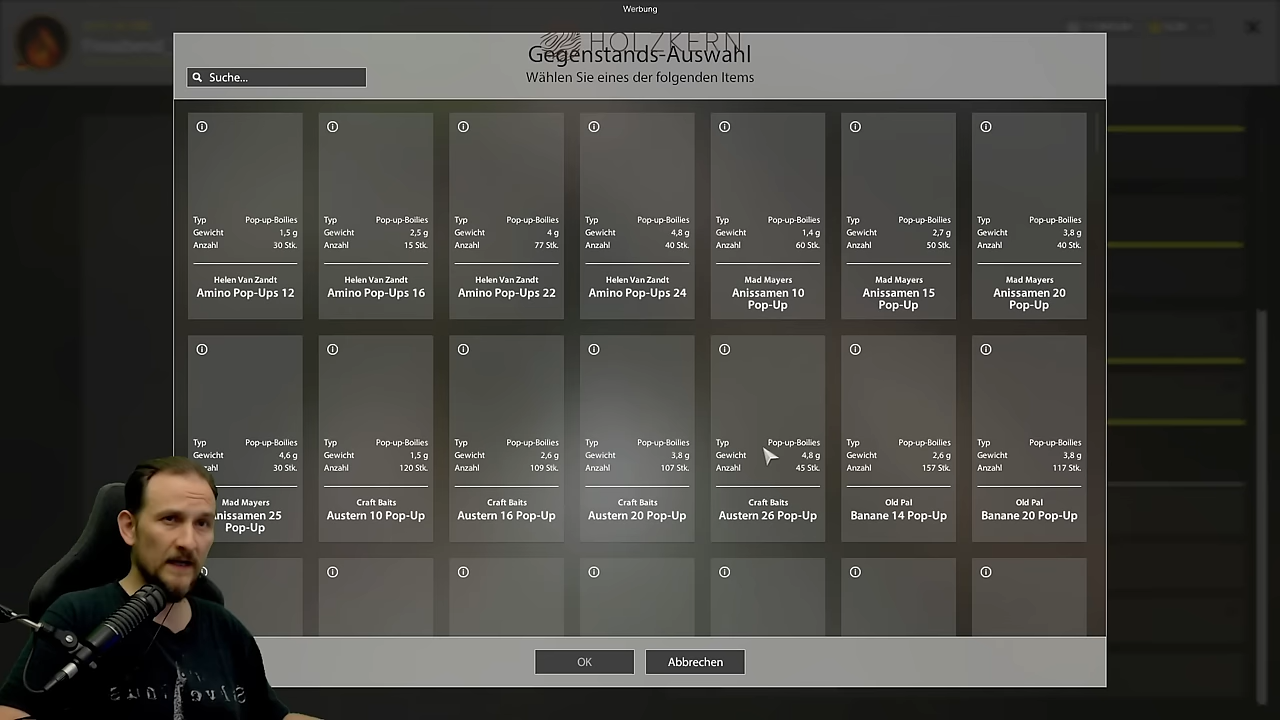 Werbung
HOLZKERN
Gegenstands-Auswahl
Suche...
Wählen Sie eines der folgenden Items
Typ Pop-up-Boilies
Gewicht 1,5 g
Anzahl 30 Stk.
Helen Van Zandt
Amino Pop-Ups 12
Typ Pop-up-Boilies
Gewicht 2,5 g
Anzahl 15 Stk.
Helen Van Zandt
Amino Pop-Ups 16
Typ Pop-up-Boilies
Gewicht 4 g
Anzahl 77 Stk.
Helen Van Zandt
Amino Pop-Ups 22
Typ Pop-up-Boilies
Gewicht 4,8 g
Anzahl 40 Stk.
Helen Van Zandt
Amino Pop-Ups 24
Typ Pop-up-Boilies
Gewicht 1,4 g
Anzahl 60 Stk.
Mad Mayers
Anissamen 10
Pop-Up
Typ Pop-up-Boilies
Gewicht 2,7 g
Anzahl 50 Stk.
Mad Mayers
Anissamen 15
Pop-Up
Typ Pop-up-Boilies
Gewicht 3,8 g
Anzahl 40 Stk.
Mad Mayers
Anissamen 20
Pop-Up
Typ Pop-up-Boilies
Gewicht 4,6 g
Anzahl 30 Stk.
Mad Mayers
nissamen 25
Pop-Up
Typ Pop-up-Boilies
Gewicht 1,5 g
Anzahl 120 Stk.
Craft Baits
Austern 10 Pop-Up
Typ Pop-up-Boilies
Gewicht 2,6 g
Anzahl 109 Stk.
Craft Baits
Austern 16 Pop-Up
Typ Pop-up-Boilies
Gewicht 3,8 g
Anzahl 107 Stk.
Craft Baits
Austern 20 Pop-Up
Typ Pop-up-Boilies
Gewicht 4,8 g
Anzahl 45 Stk.
Craft Baits
Austern 26 Pop-Up
Typ Pop-up-Boilies
Gewicht 2,6 g
Anzahl 157 Stk.
Old Pal
Banane 14 Pop-Up
Typ Pop-up-Boilies
Gewicht 3,8 g
Anzahl 117 Stk.
Old Pal
Banane 20 Pop-Up
OK
Abbrechen